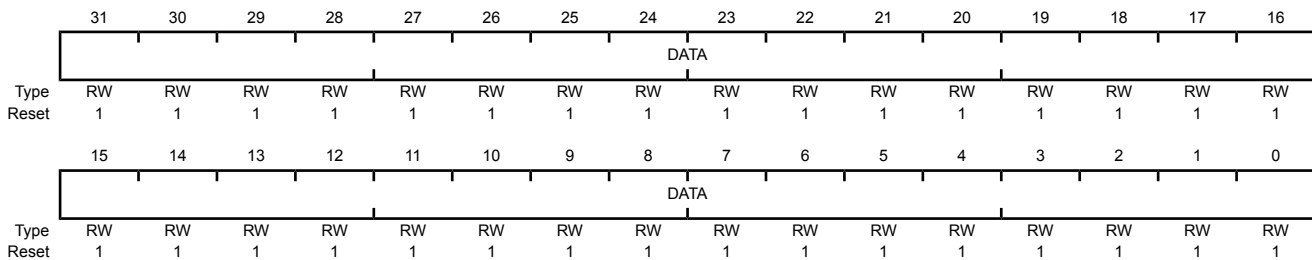 31 30 29 28 27 26 25 24 23 22 21 20 19 18 17 16
DATA
Type RW RW RW RW RW RW RW RW RW RW RW RW RW RW RW RW
Reset 1 1 1 1 1 1 1 1 1 1 1 1 1 1 1 1
15 14 13 12 11 10 9 8 7 6 5 4 3 2 1 0
DATA
Type RW RW RW RW RW RW RW RW RW RW RW RW RW RW RW RW
Reset 1 1 1 1 1 1 1 1 1 1 1 1 1 1 1 1